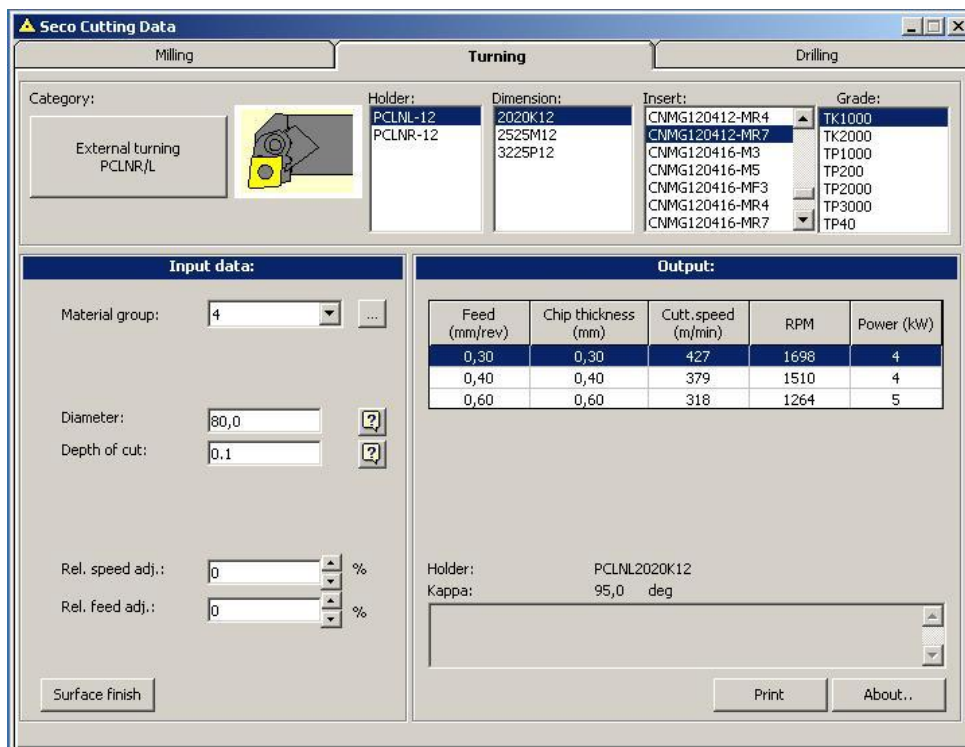 Seco Cutting Data
Milling
Turning
Drilling
Category:
External turning
PCLNR/L
Holder:
PCLNL-12
PCLNR-12
Dimension:
2020K12
2525M12
3225P12
Insert:
CNMG120412-MR4
CNMG120412-MR7
CNMG120416-M3
CNMG120416-M5
CNMG120416-MF3
CNMG120416-MR4
CNMG120416-MR7
Grade:
TK1000
TK2000
TP1000
TP200
TP2000
TP3000
TP40
Input data:
Material group: 4 ...
Diameter: 80,0
Depth of cut: 0.1
Rel. speed adj.: 0 %
Rel. feed adj.: 0 %
Surface finish
Output:
Feed (mm/rev) Chip thickness (mm) Cutt.speed (m/min) RPM Power (kW)
0,30 0,30 427 1698 4
0,40 0,40 379 1510 4
0,60 0,60 318 1264 5
Holder: PCLNL2020K12
Kappa: 95,0 deg
Print
About..